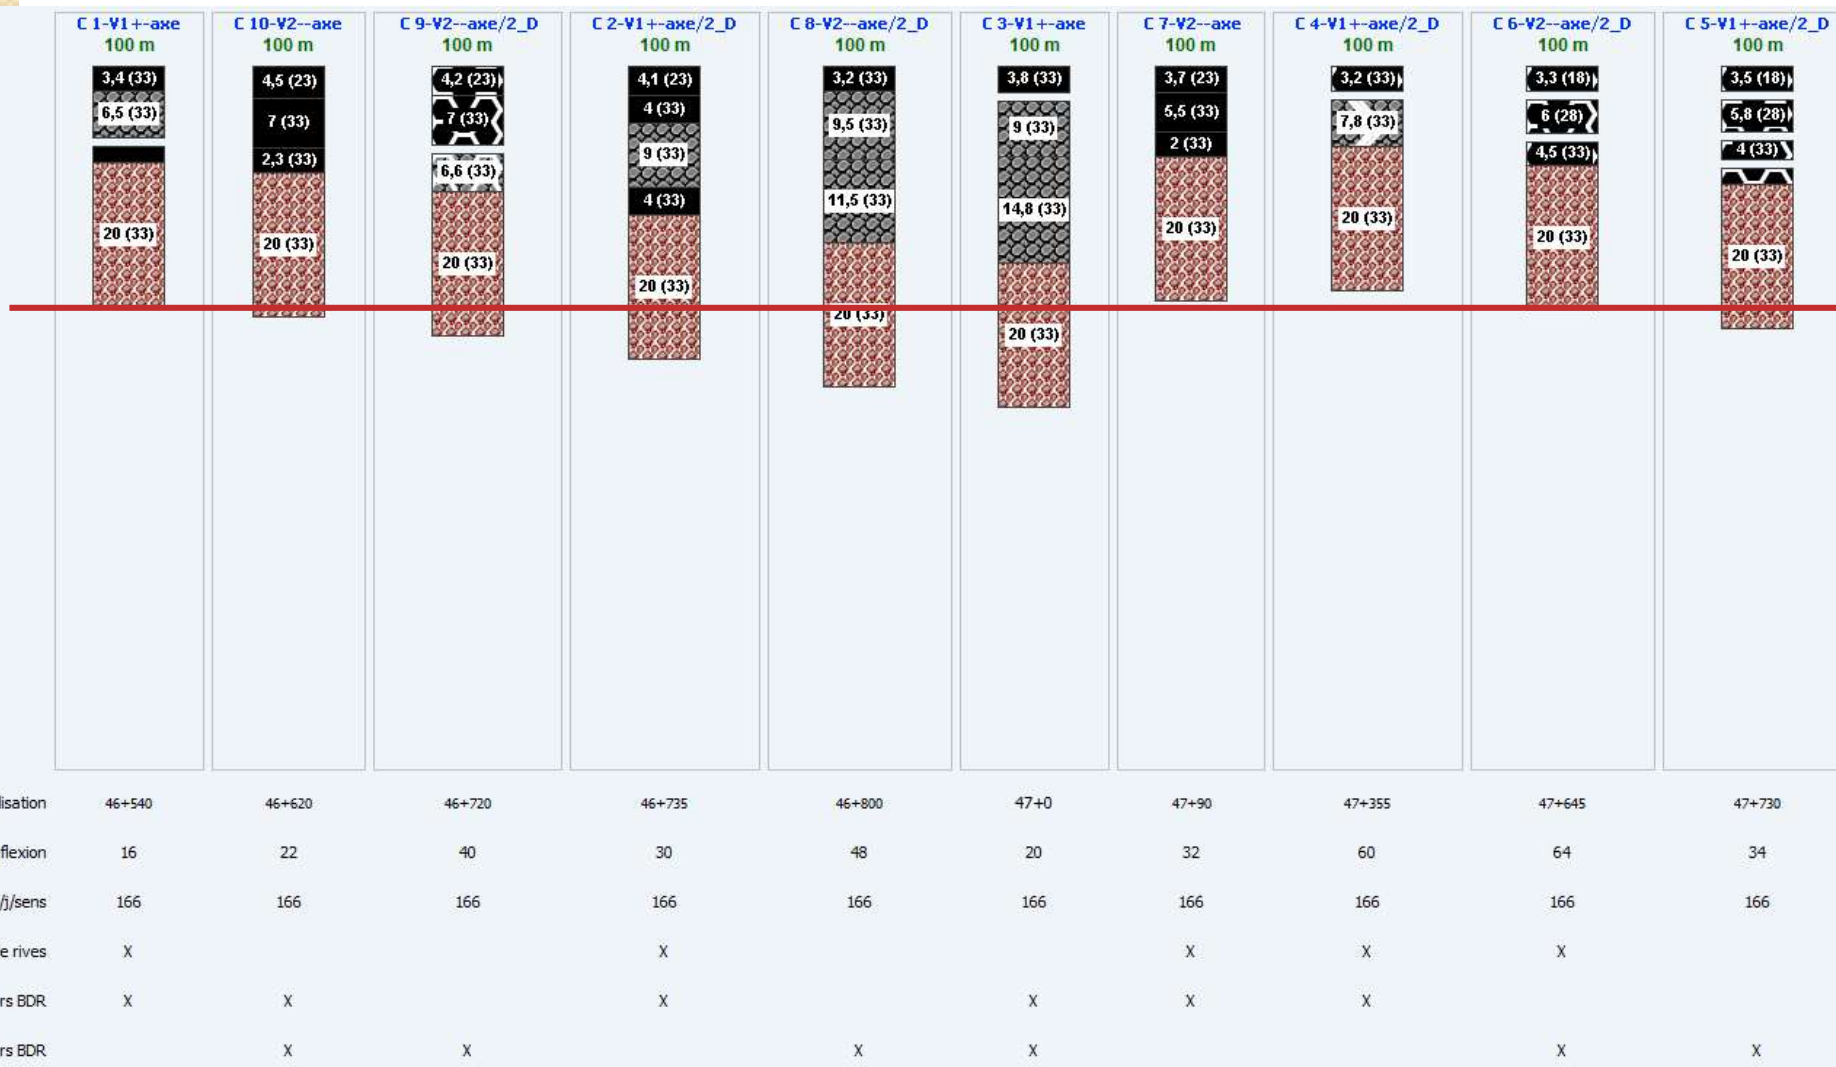 C 1-V1+-axe C 10-V2--axe C 9-V2--axe/2_D C 2-V1+-axe/2_D C 8-V2--axe/2_D C 3-V1+-axe C 7-V2--axe C 4-V1+-axe/2_D C 6-V2--axe/2_D C 5-V1+-axe/2_D
100 m 100 m 100 m 100 m 100 m 100 m 100 m 100 m 100 m 100 m
3,4 (33) 4,5 (23) 4,2 (23) 4,1 (23) 3,2 (33) 3,8 (33) 3,7 (23) 3,2 (33) 3,3 (18) 3,5 (18)
6,5 (33) 7 (33) 7 (33) 4 (33) 9,5 (33) 9 (33) 5,5 (33) 7,8 (33) 6 (28) 5,8 (28)
2,3 (33) 6,6 (33) 9 (33) 11,5 (33) 14,8 (33) 2 (33) 4,5 (33) 4 (33)
4 (33)
20 (33) 20 (33) 20 (33) 20 (33) 20 (33) 20 (33) 20 (33) 20 (33) 20 (33) 20 (33)
lisation 46+540 46+620 46+720 46+735 46+800 47+0 47+90 47+355 47+645 47+730
flexion 16 22 40 30 48 20 32 60 64 34
/j/sens 166 166 166 166 166 166 166 166 166 166
e rives X X X X X
rs BDR X X X X X X
rs BDR X X X X X X